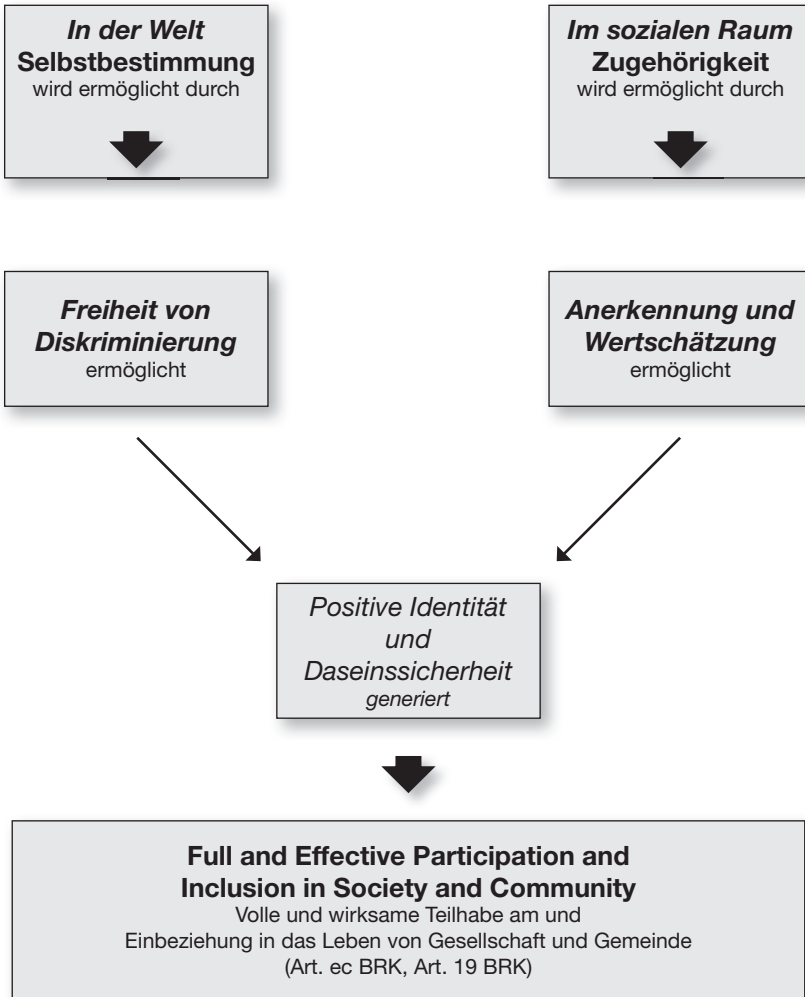 In der Welt
Selbstbestimmung
wird ermöglicht durch
Im sozialen Raum
Zugehörigkeit
wird ermöglicht durch
Freiheit von
Diskriminierung
ermöglicht
Anerkennung und
Wertschätzung
ermöglicht
Positive Identität
und
Daseinssicherheit
generiert
Full and Effective Participation and
Inclusion in Society and Community
Volle und wirksame Teilhabe am und
Einbeziehung in das Leben von Gesellschaft und Gemeinde
(Art. ec BRK, Art. 19 BRK)